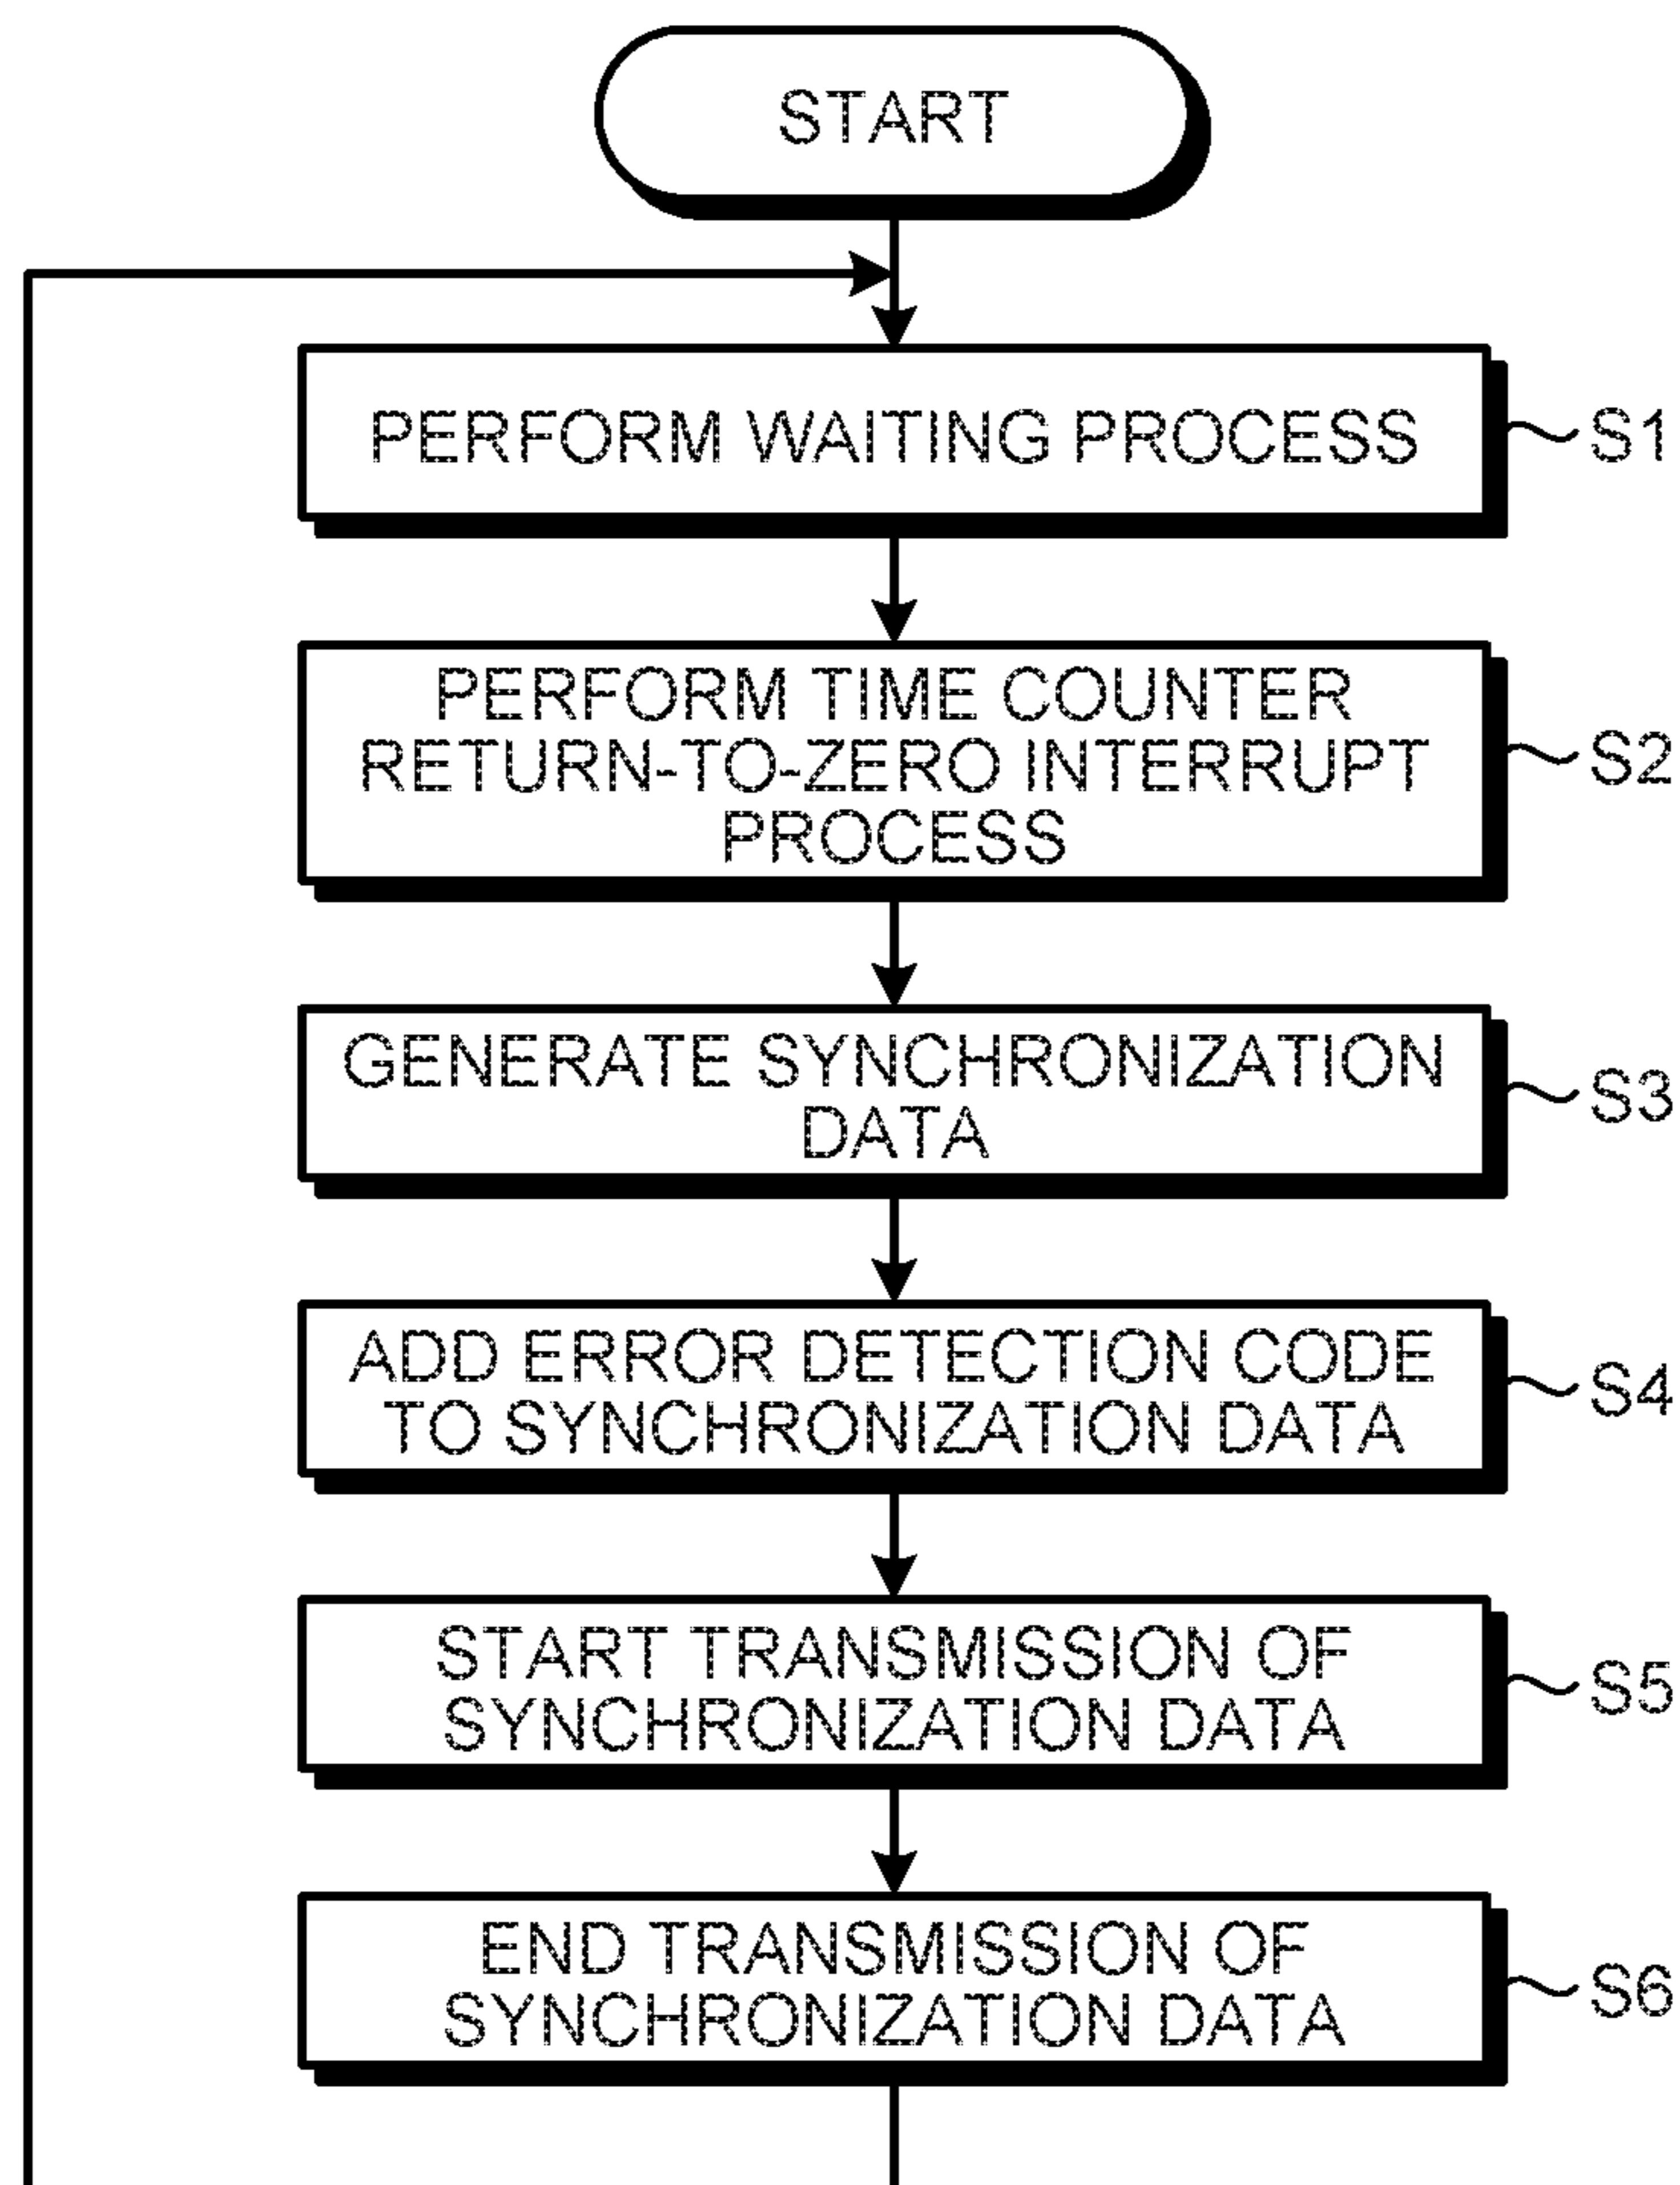 START
PERFORM WAITING PROCESS
S1
PERFORM TIME COUNTER
RETURN-TO-ZERO INTERRUPT
PROCESS
S2
GENERATE SYNCHRONIZATION
DATA
S3
ADD ERROR DETECTION CODE
TO SYNCHRONIZATION DATA
S4
START TRANSMISSION OF
SYNCHRONIZATION DATA
S5
END TRANSMISSION OF
SYNCHRONIZATION DATA
S6